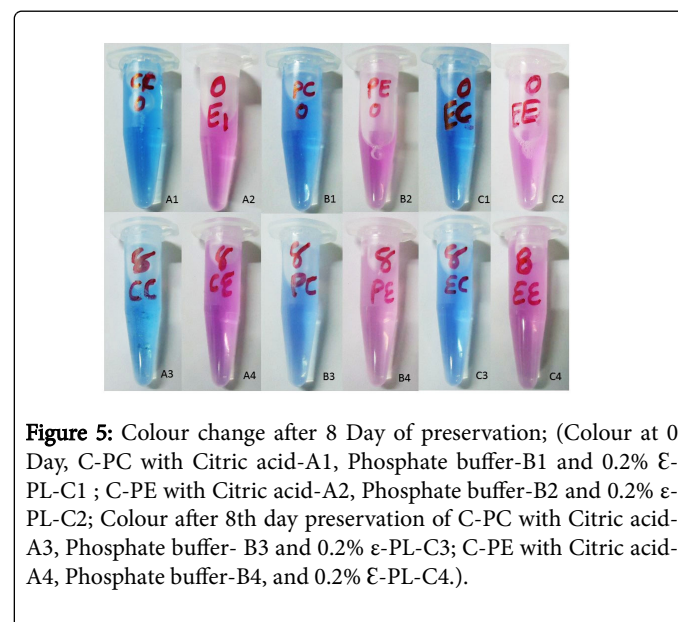 CC
0
A1
0
E1
A2
PC
0
B1
PE
0
B2
0
EC
C1
0
EE
C2
8
CC
A3
8
CE
A4
8
PC
B3
8
PE
B4
8
EC
C3
8
EE
C4
Figure 5: Colour change after 8 Day of preservation; (Colour at 0
Day, C-PC with Citric acid-A1, Phosphate buffer-B1 and 0.2% Ɛ-
PL-C1 ; C-PE with Citric acid-A2, Phosphate buffer-B2 and 0.2% ε-
PL-C2; Colour after 8th day preservation of C-PC with Citric acid-
A3, Phosphate buffer- B3 and 0.2% ε-PL-C3; C-PE with Citric acid-
A4, Phosphate buffer-B4, and 0.2% Ɛ-PL-C4.).